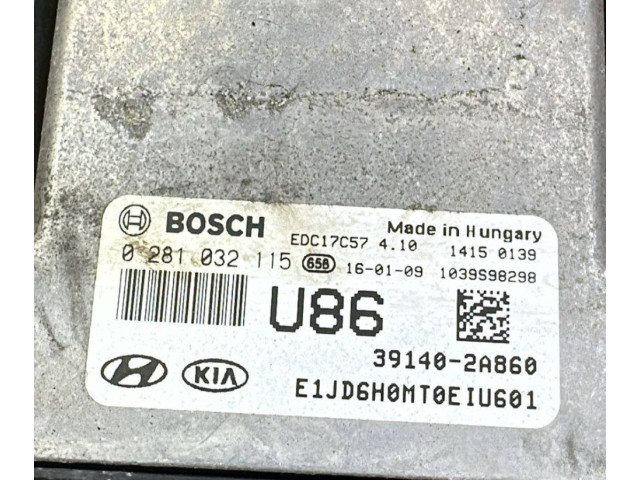 BOSCH EDC17C57 4.10 Made in Hungary
1415 0139
0 281 032 115 658 16-01-09 1039S98298
U86
39140-2A860
KIA E1JD6H0MT0EIU601